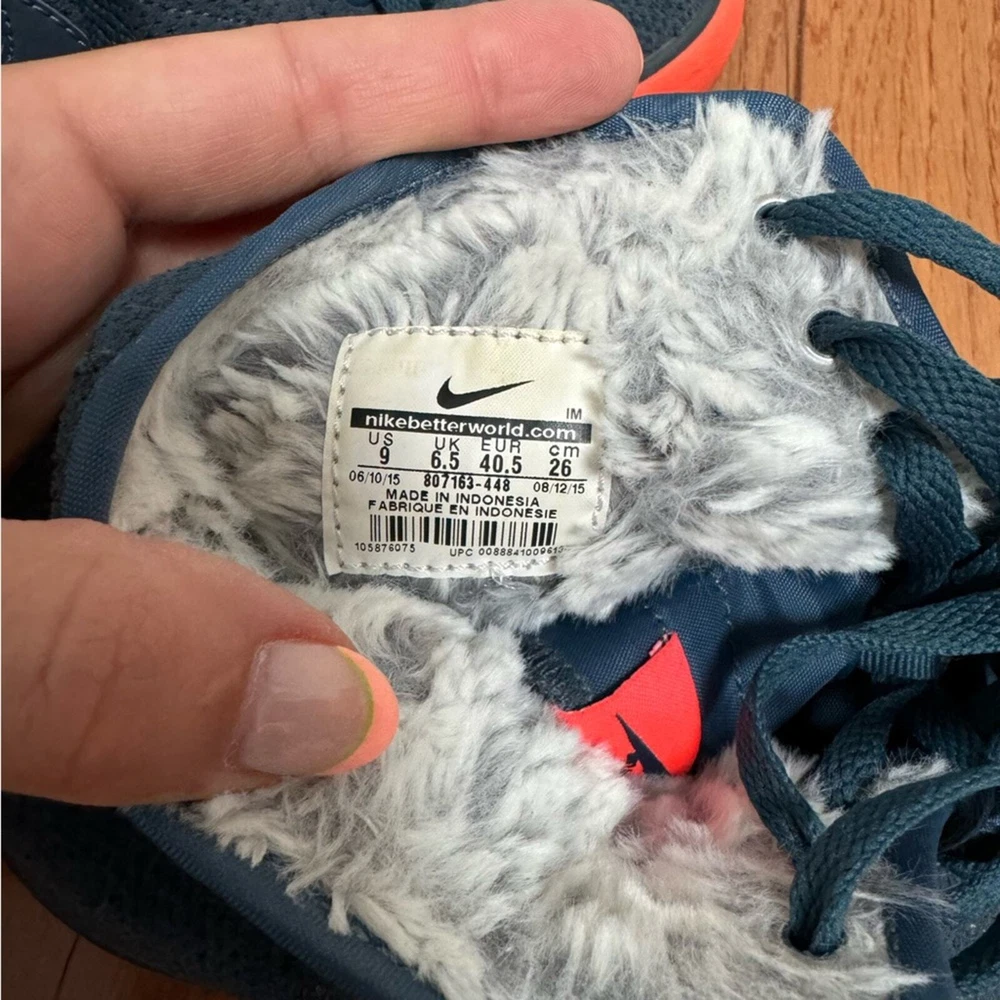 IM
nikebetterworld.com
US UK EUR cm
9 6.5 40.5 26
06/10/15 807163-448 08/12/15
MADE IN INDONESIA
FABRIQUE EN INDONESIE
105876075 UPC